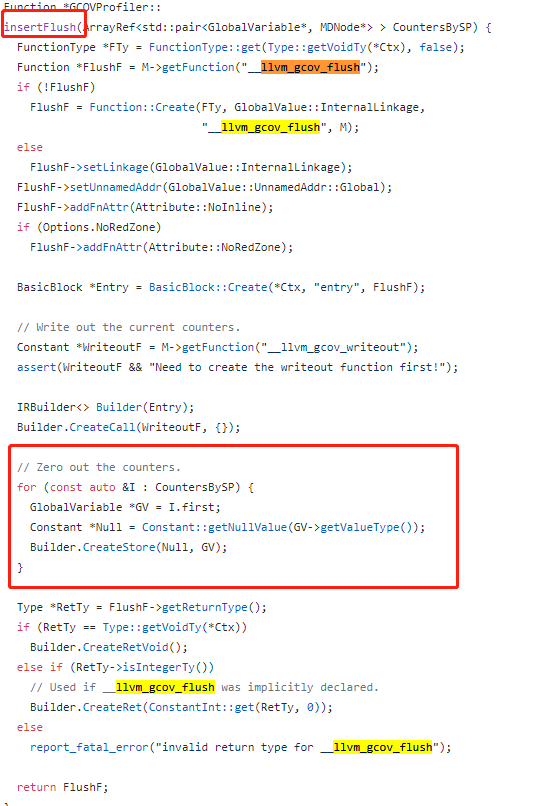 Function *GCOVProfiler::
insertFlush(ArrayRef<std::pair<GlobalVariable*, MDNode*> > CountersBySP) {
  FunctionType *FTy = FunctionType::get(Type::getVoidTy(*Ctx), false);
  Function *FlushF = M->getFunction("__llvm_gcov_flush");
  if (!FlushF)
    FlushF = Function::Create(FTy, GlobalValue::InternalLinkage,
                              "__llvm_gcov_flush", M);
  else
    FlushF->setLinkage(GlobalValue::InternalLinkage);
  FlushF->setUnnamedAddr(GlobalValue::UnnamedAddr::Global);
  FlushF->addFnAttr(Attribute::NoInline);
  if (Options.NoRedZone)
    FlushF->addFnAttr(Attribute::NoRedZone);

  BasicBlock *Entry = BasicBlock::Create(*Ctx, "entry", FlushF);

  // Write out the current counters.
  Constant *WriteoutF = M->getFunction("__llvm_gcov_writeout");
  assert(WriteoutF && "Need to create the writeout function first!");

  IRBuilder<> Builder(Entry);
  Builder.CreateCall(WriteoutF, {});

  // Zero out the counters.
  for (const auto &I : CountersBySP) {
    GlobalVariable *GV = I.first;
    Constant *Null = Constant::getNullValue(GV->getValueType());
    Builder.CreateStore(Null, GV);
  }

  Type *RetTy = FlushF->getReturnType();
  if (RetTy == Type::getVoidTy(*Ctx))
    Builder.CreateRetVoid();
  else if (RetTy->isIntegerTy())
    // Used if __llvm_gcov_flush was implicitly declared.
    Builder.CreateRet(ConstantInt::get(RetTy, 0));
  else
    report_fatal_error("invalid return type for __llvm_gcov_flush");

  return FlushF;
}